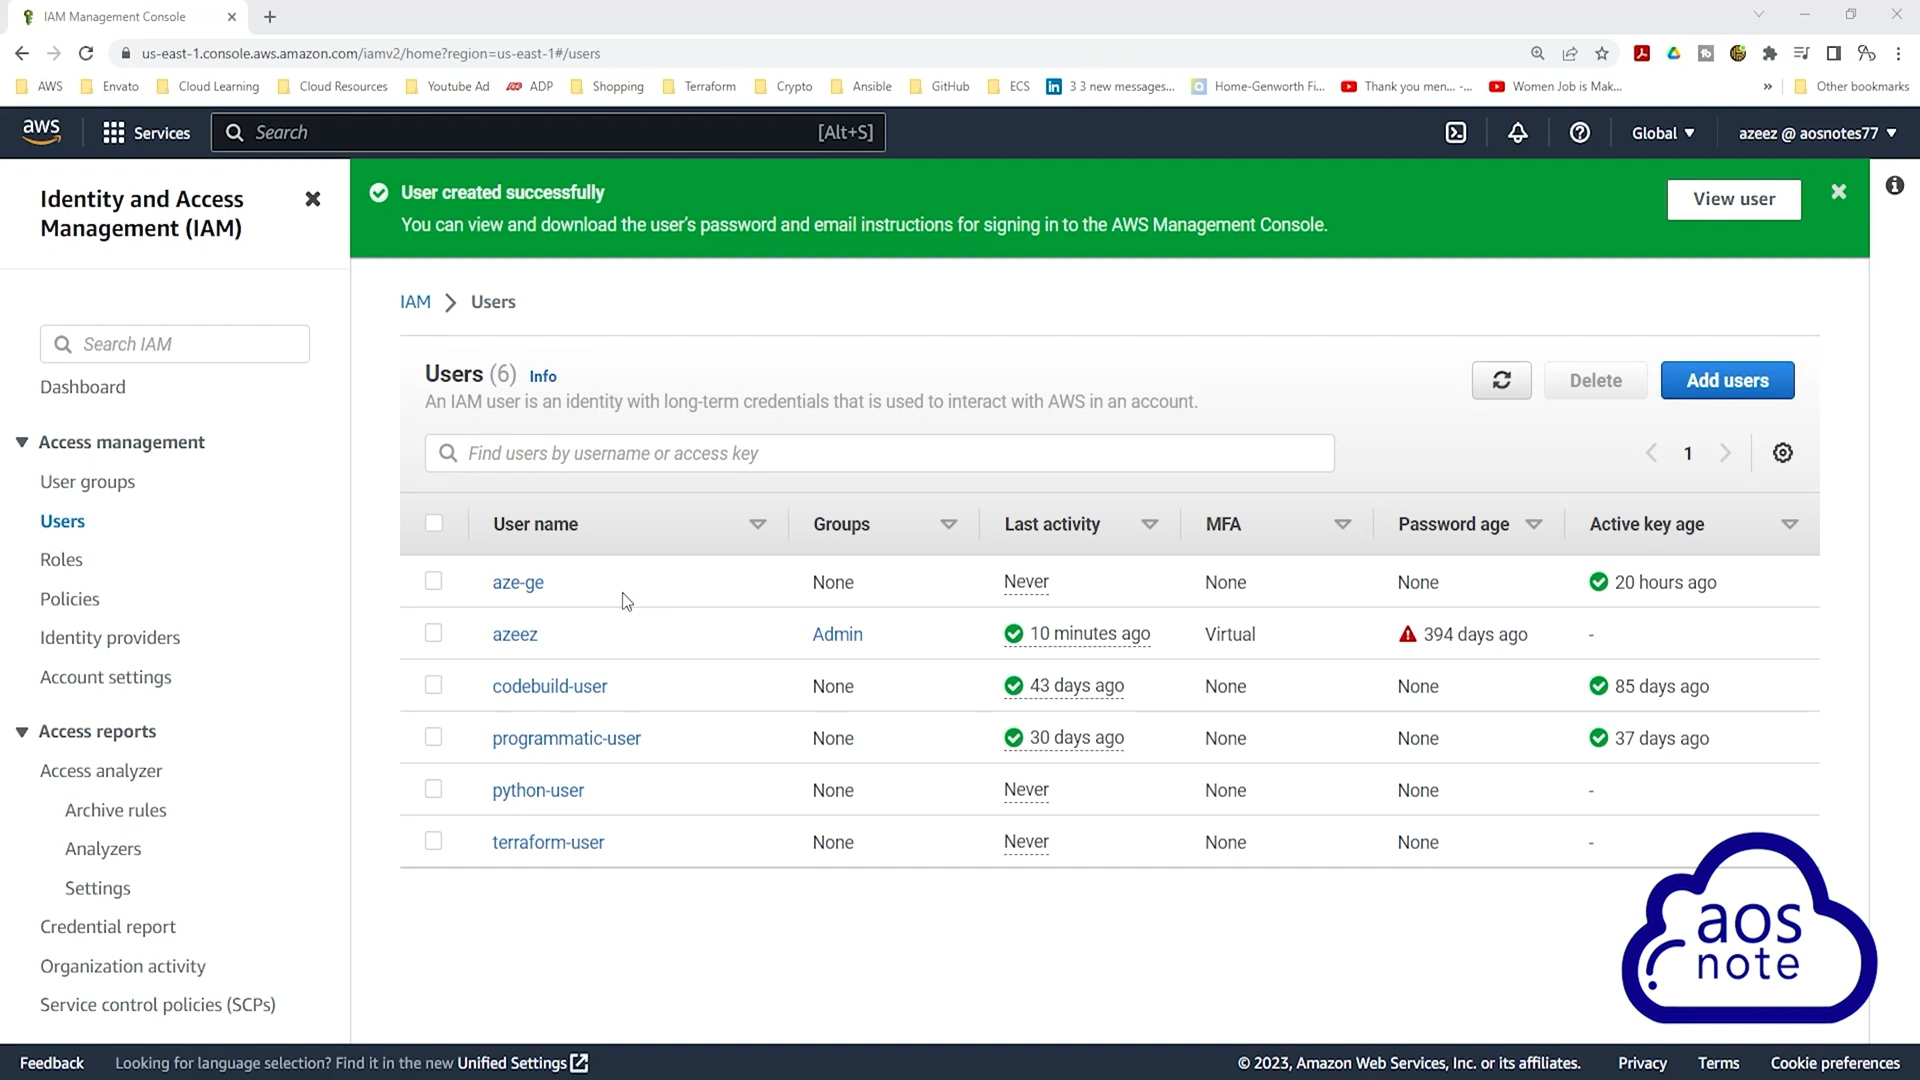 IAM Management Console
us-east-1.console.aws.amazon.com/iamv2/home?region=us-east-1#/users
AWS Envato Cloud Learning Cloud Resources Youtube Ad ADP Shopping Terraform Crypto Ansible GitHub ECS 3 3 new messages... Home-Genworth Fi... Thank you men... -... Women Job is Mak... » Other bookmarks
aws Services Search [Alt+S] Global azeez @ aosnotes77
Identity and Access
Management (IAM)
Search IAM
Dashboard
Access management
User groups
Users
Roles
Policies
Identity providers
Account settings
Access reports
Access analyzer
Archive rules
Analyzers
Settings
Credential report
Organization activity
Service control policies (SCPs)
User created successfully
You can view and download the user's password and email instructions for signing in to the AWS Management Console.
View user
IAM Users
Users (6) Info
An IAM user is an identity with long-term credentials that is used to interact with AWS in an account.
Delete Add users
Find users by username or access key
1
User name Groups Last activity MFA Password age Active key age
aze-ge None Never None None 20 hours ago
azeez Admin 10 minutes ago Virtual 394 days ago -
codebuild-user None 43 days ago None None 85 days ago
programmatic-user None 30 days ago None None 37 days ago
python-user None Never None None -
terraform-user None Never None None -
aos
note
Feedback Looking for language selection? Find it in the new Unified Settings © 2023, Amazon Web Services, Inc. or its affiliates. Privacy Terms Cookie preferences